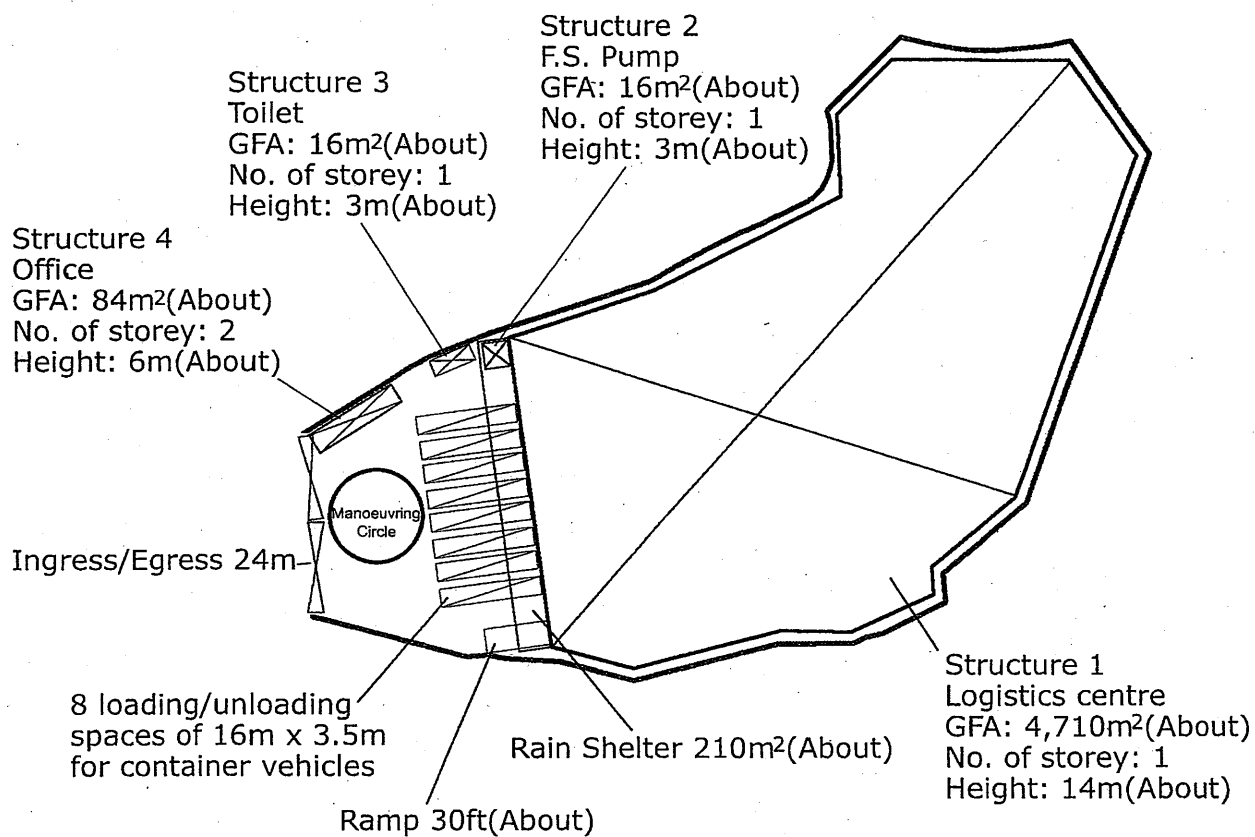 Structure 2
F.S. Pump
GFA: 16m²(About)
No. of storey: 1
Height: 3m(About)
Structure 3
Toilet
GFA: 16m²(About)
No. of storey: 1
Height: 3m(About)
Structure 4
Office
GFA: 84m²(About)
No. of storey: 2
Height: 6m(About)
Manoeuvring
Circle
Ingress/Egress 24m
8 loading/unloading
spaces of 16m x 3.5m
for container vehicles
Ramp 30ft(About)
Rain Shelter 210m²(About)
Structure 1
Logistics centre
GFA: 4,710m²(About)
No. of storey: 1
Height: 14m(About)